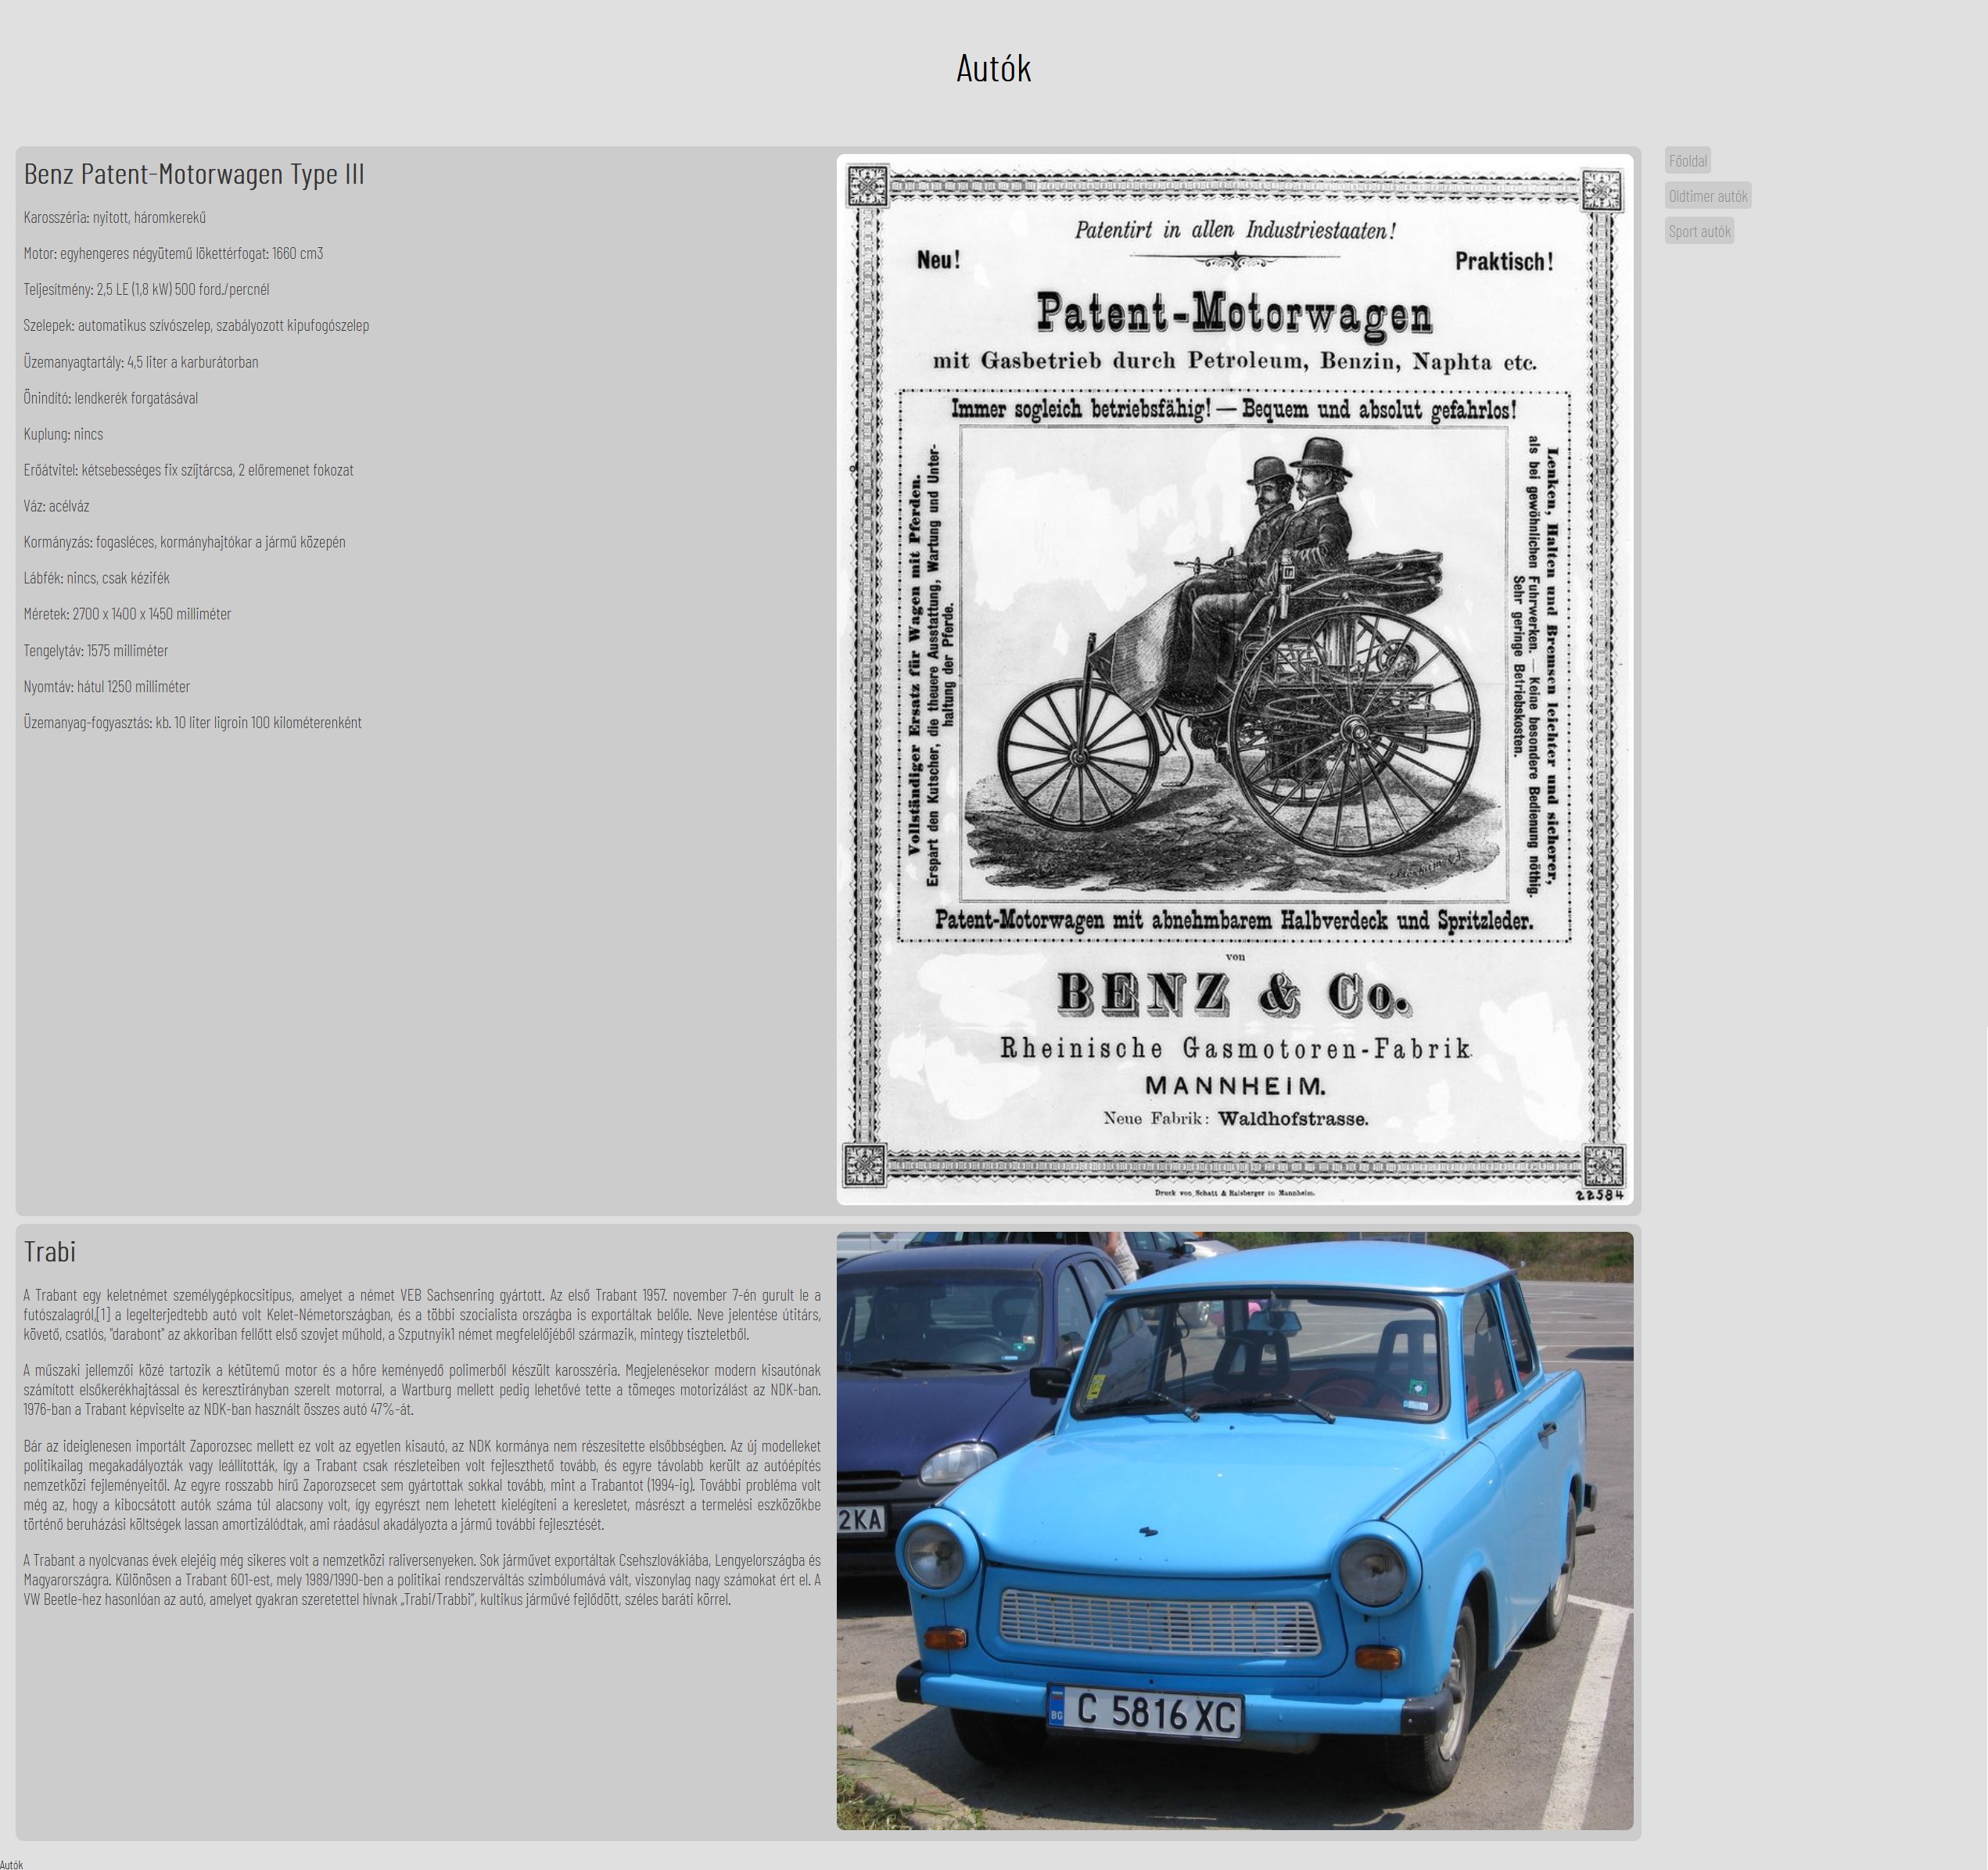 Autók
Benz Patent-Motorwagen Type III
Karosszéria: nyitott, háromkerekű
Motor: egyhengeres négyütemű lökettérfogat: 1660 cm3
Teljesítmény: 2,5 LE (1,8 kW) 500 ford./percnél
Szelepek: automatikus szívószelep, szabályozott kipufogószelep
Üzemanyagtartály: 4,5 liter a karburátorban
Önindító: lendkerék forgatásával
Kuplung: nincs
Erőátvitel: kétsebességes fix szíjtárcsa, 2 előremenet fokozat
Váz: acélváz
Kormányzás: fogasléces, kormányhajtókar a jármű közepén
Lábfék: nincs, csak kézifék
Méretek: 2700 x 1400 x 1450 milliméter
Tengelytáv: 1575 milliméter
Nyomtáv: hátul 1250 milliméter
Üzemanyag-fogyasztás: kb. 10 liter ligroin 100 kilométerenként
Patentirt in allen Industriestaaten!
Neu!
Praktisch!
Patent-Motorwagen
mit Gasbetrieb durch Petroleum, Benzin, Naphta etc.
Immer sogleich betriebsfähig! — Bequem und absolut gefahrlos!
Vollständiger Ersatz für Wagen mit Pferden.
Erspart den Kutscher, die theuere Ausstattung, Wartung und Unter-
haltung der Pferde.
Lenken, Halten und Bremsen leichter und sicherer,
als bei gewöhnlichen Fuhrwerken. — Keine besondere Bedienung nöthig.
Sehr geringe Betriebskosten.
Patent-Motorwagen mit abnehmbarem Halbverdeck und Spritzleder.
von
BENZ & Co.
Rheinische Gasmotoren-Fabrik
MANNHEIM.
Neue Fabrik: Waldhofstrasse.
Druck von Schatt & Raisberger in Mannheim.
22584
Főoldal
Oldtimer autók
Sport autók
Trabi
A Trabant egy keletnémet személygépkocsitípus, amelyet a német VEB Sachsenring gyártott. Az első Trabant 1957. november 7-én gurult le a
futószalagról,[1] a legelterjedtebb autó volt Kelet-Németországban, és a többi szocialista országba is exportáltak belőle. Neve jelentése útitárs,
követő, csatlós, "darabont" az akkoriban fellőtt első szovjet műhold, a Szputnyik1 német megfelelőjéből származik, mintegy tiszteletből.
A műszaki jellemzői közé tartozik a kétütemű motor és a hőre keményedő polimerből készült karosszéria. Megjelenésekor modern kisautónak
számított elsőkerékhajtással és keresztirányban szerelt motorral, a Wartburg mellett pedig lehetővé tette a tömeges motorizálást az NDK-ban.
1976-ban a Trabant képviselte az NDK-ban használt összes autó 47%-át.
Bár az ideiglenesen importált Zaporozsec mellett ez volt az egyetlen kisautó, az NDK kormánya nem részesítette elsőbbségben. Az új modelleket
politikailag megakadályozták vagy leállították, így a Trabant csak részleteiben volt fejleszthető tovább, és egyre távolabb került az autóépítés
nemzetközi fejleményeitől. Az egyre rosszabb hírű Zaporozsecet sem gyártottak sokkal tovább, mint a Trabantot (1994-ig). További probléma volt
még az, hogy a kibocsátott autók száma túl alacsony volt, így egyrészt nem lehetett kielégíteni a keresletet, másrészt a termelési eszközökbe
történő beruházási költségek lassan amortizálódtak, ami ráadásul akadályozta a jármű további fejlesztését.
A Trabant a nyolcvanas évek elejéig még sikeres volt a nemzetközi raliversenyeken. Sok járművet exportáltak Csehszlovákiába, Lengyelországba és
Magyarországra. Különösen a Trabant 601-est, mely 1989/1990-ben a politikai rendszerváltás szimbólumává vált, viszonylag nagy számokat ért el. A
VW Beetle-hez hasonlóan az autó, amelyet gyakran szeretettel hívnak „Trabi/Trabbi", kultikus járművé fejlődött, széles baráti körrel.
2KA
BG C 5816 XC
Autók